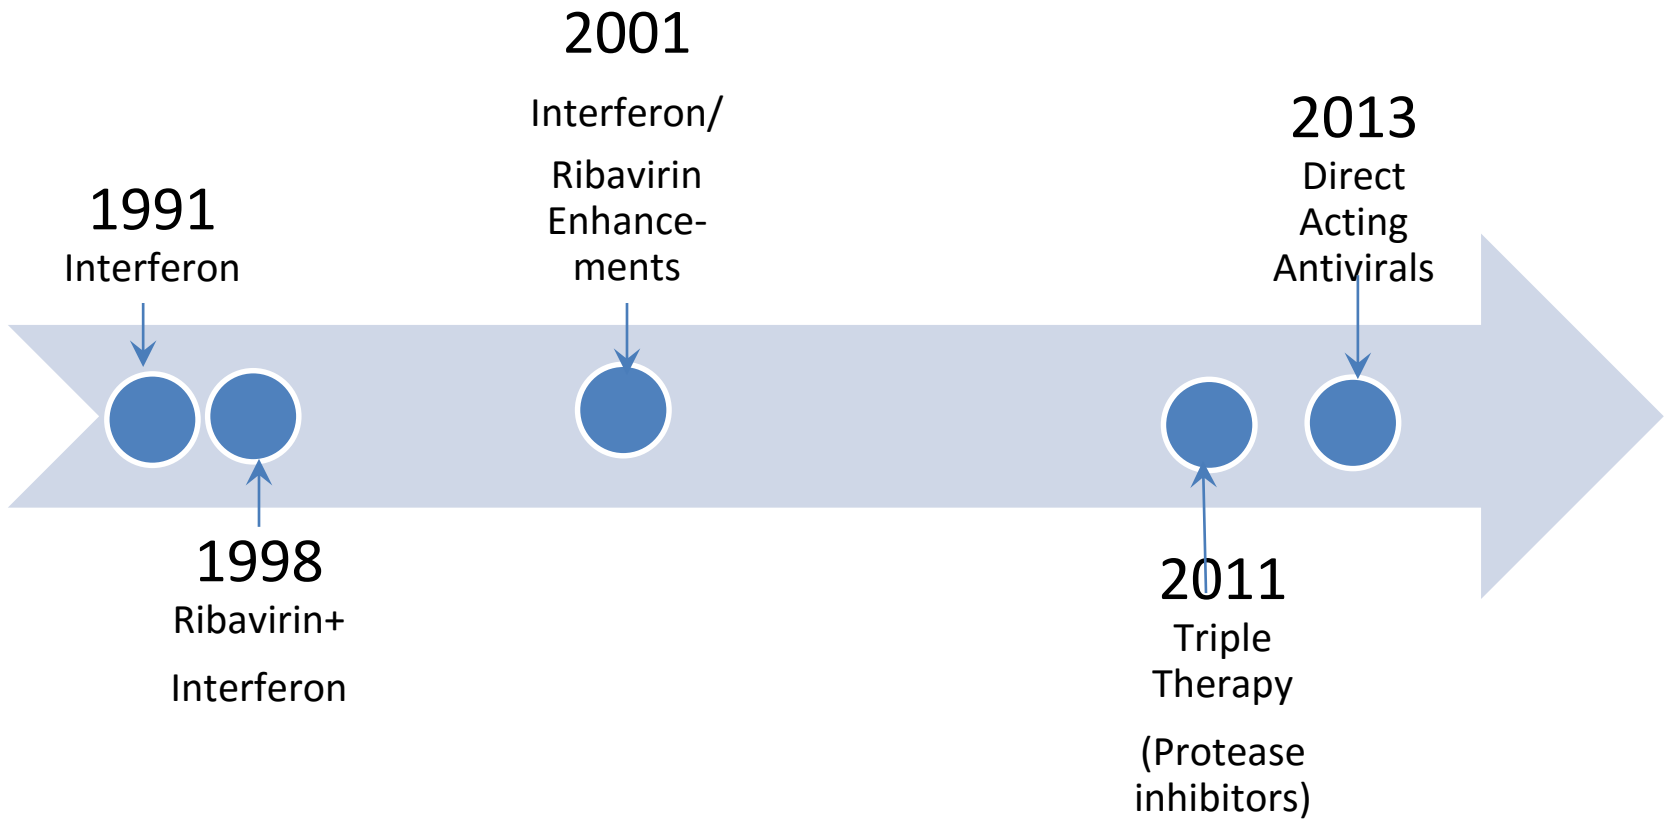 1991
Interferon
1998
Ribavirin+
Interferon
2001
Interferon/
Ribavirin
Enhance-
ments
2011
Triple
Therapy
(Protease
inhibitors)
2013
Direct
Acting
Antivirals